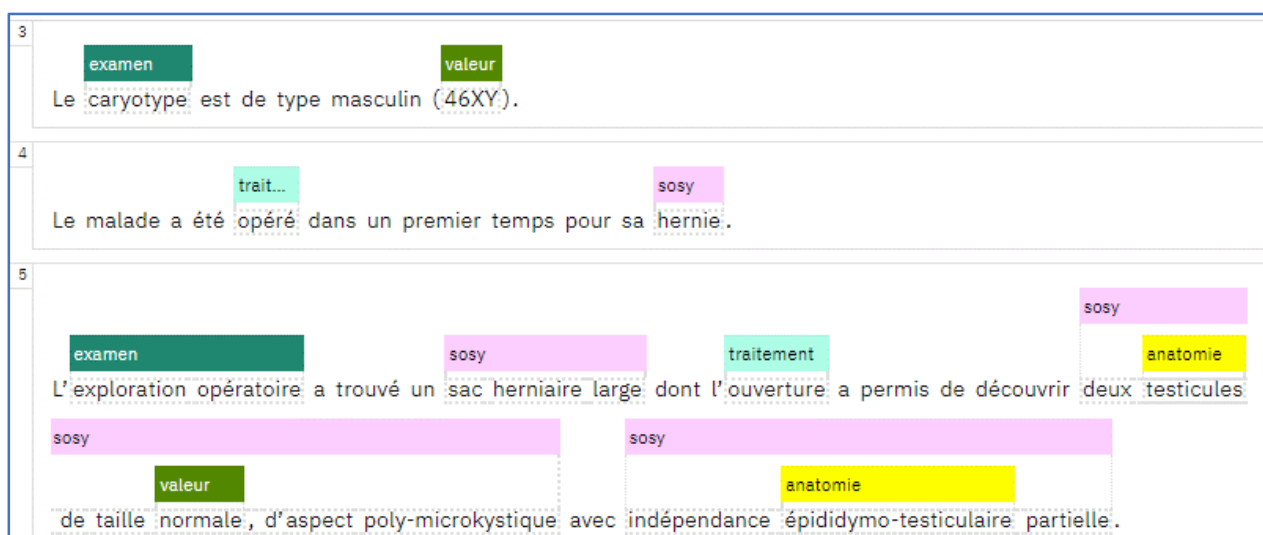 3
examen valeur
Le caryotype est de type masculin (46XY).
4
trait... sosy
Le malade a été opéré dans un premier temps pour sa hernie.
5
sosy
examen sosy traitement anatomie
L'exploration opératoire a trouvé un sac herniaire large dont l'ouverture a permis de découvrir deux testicules
sosy sosy
valeur anatomie
de taille normale, d'aspect poly-microkystique avec indépendance épididymo-testiculaire partielle.